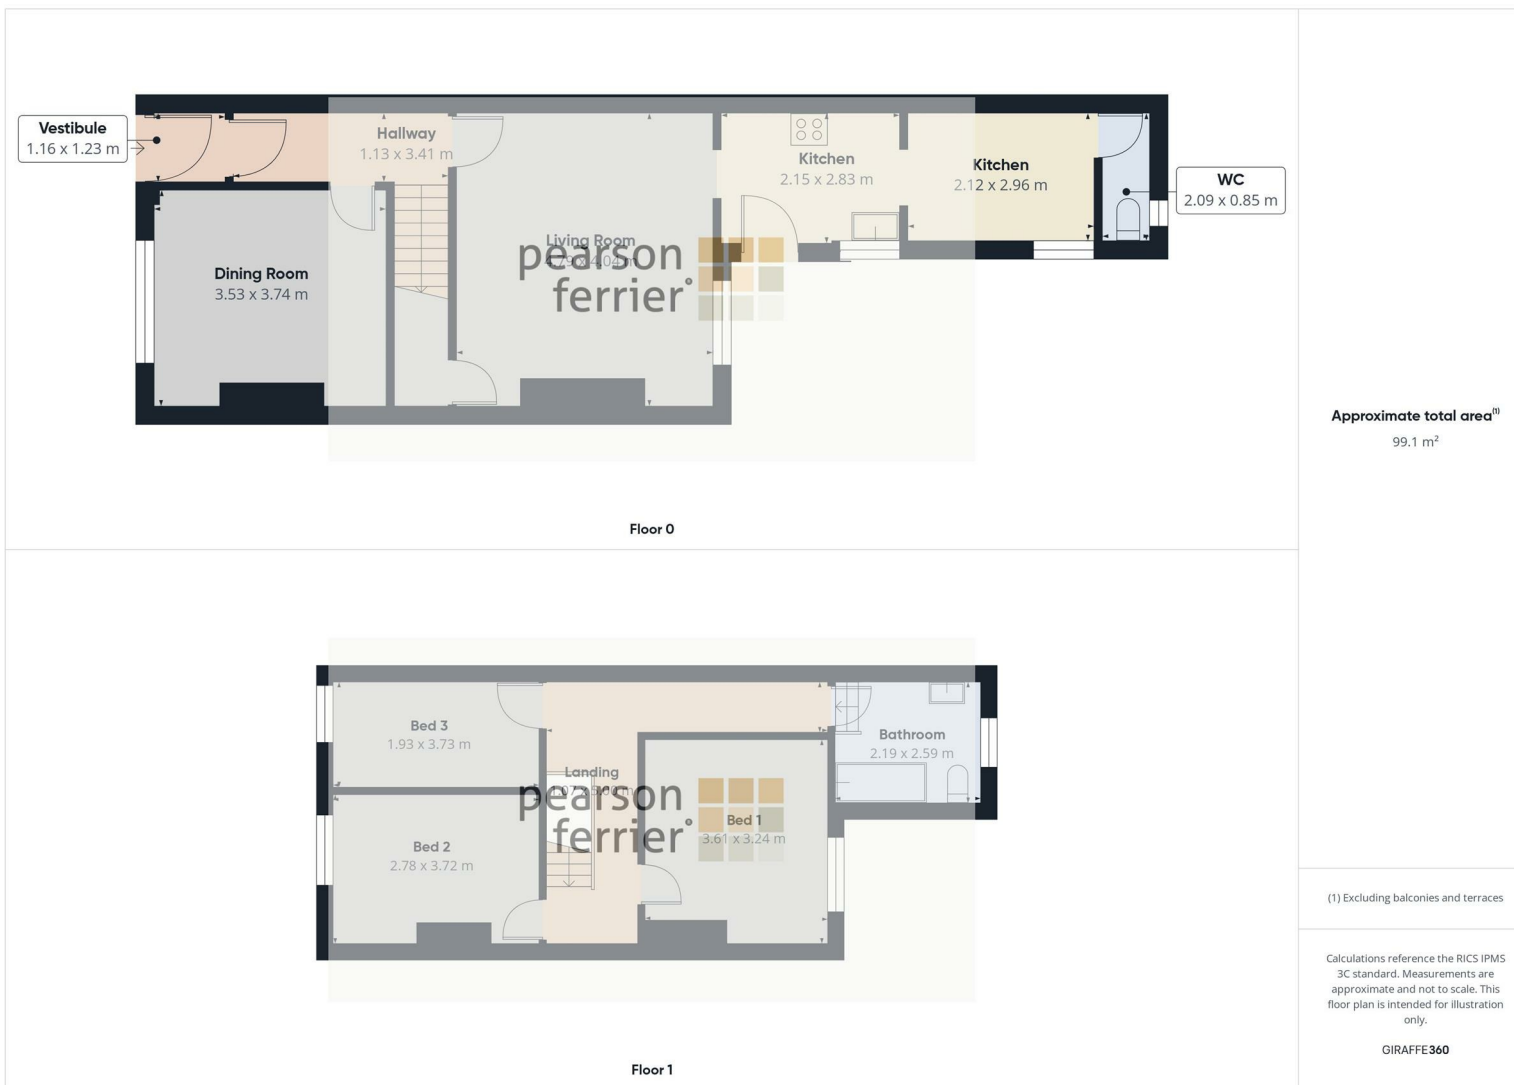 Vestibule
1.16 x 1.23 m
Hallway
1.13 x 3.41 m
Kitchen
2.15 x 2.83 m
Kitchen
2.12 x 2.96 m
WC
2.09 x 0.85 m
Dining Room
3.53 x 3.74 m
Living Room
4.79 x 4.04 m
pearson
ferrier
Floor 0
Approximate total area(1)
99.1 m²
Bed 3
1.93 x 3.73 m
Landing
Bathroom
2.19 x 2.59 m
pearson
ferrier
Bed 2
2.78 x 3.72 m
Bed 1
3.61 x 3.24 m
Floor 1
(1) Excluding balconies and terraces
Calculations reference the RICS IPMS
3C standard. Measurements are
approximate and not to scale. This
floor plan is intended for illustration
only.
GIRAFFE360